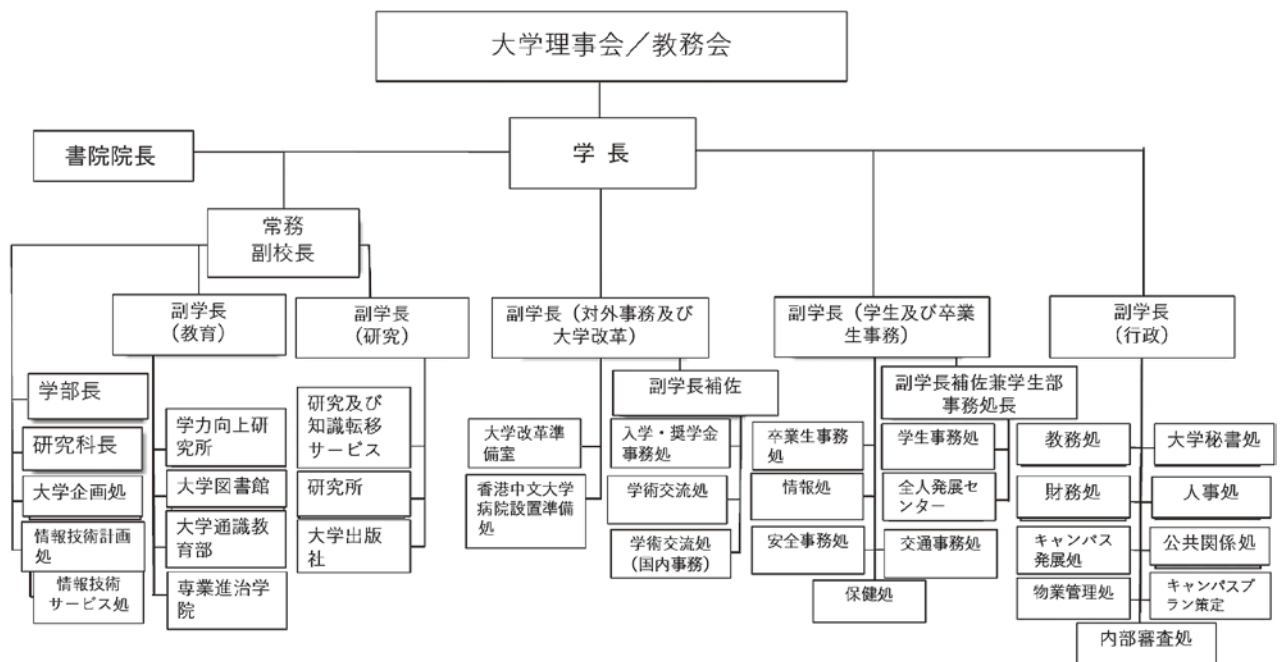 大学理事会／教務会
学長
書院院長
常務
副校長
副学長
(教育)
副学長
(研究)
副学長（対外事務及び
大学改革）
副学長（学生及び卒業
生事務）
副学長
(行政)
学部長
研究科長
大学企画処
情報技術計画
処
情報技術
サービス処
学力向上研
究所
大学図書館
大学通識教
育部
専業進治学
院
研究及び
知識転移
サービス
研究所
大学出版
社
副学長補佐
大学改革準
備室
香港中文大学
病院設置準備
処
入学・奨学金
事務処
学術交流処
学術交流処
(国内事務)
副学長補佐兼学生部
事務処長
卒業生事務
処
情報処
安全事務処
学生事務処
全人発展セ
ンター
交通事務処
保健処
教務処
財務処
キャンパス
発展処
物業管理処
大学秘書処
人事処
公共関係処
キャンパスプ
ラン策定
内部審査処